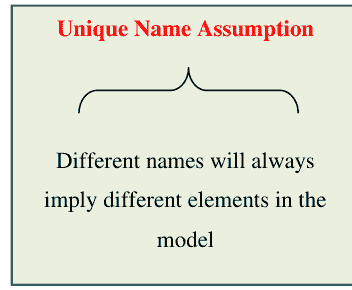 Unique Name Assumption
Different names will always
imply different elements in the
model